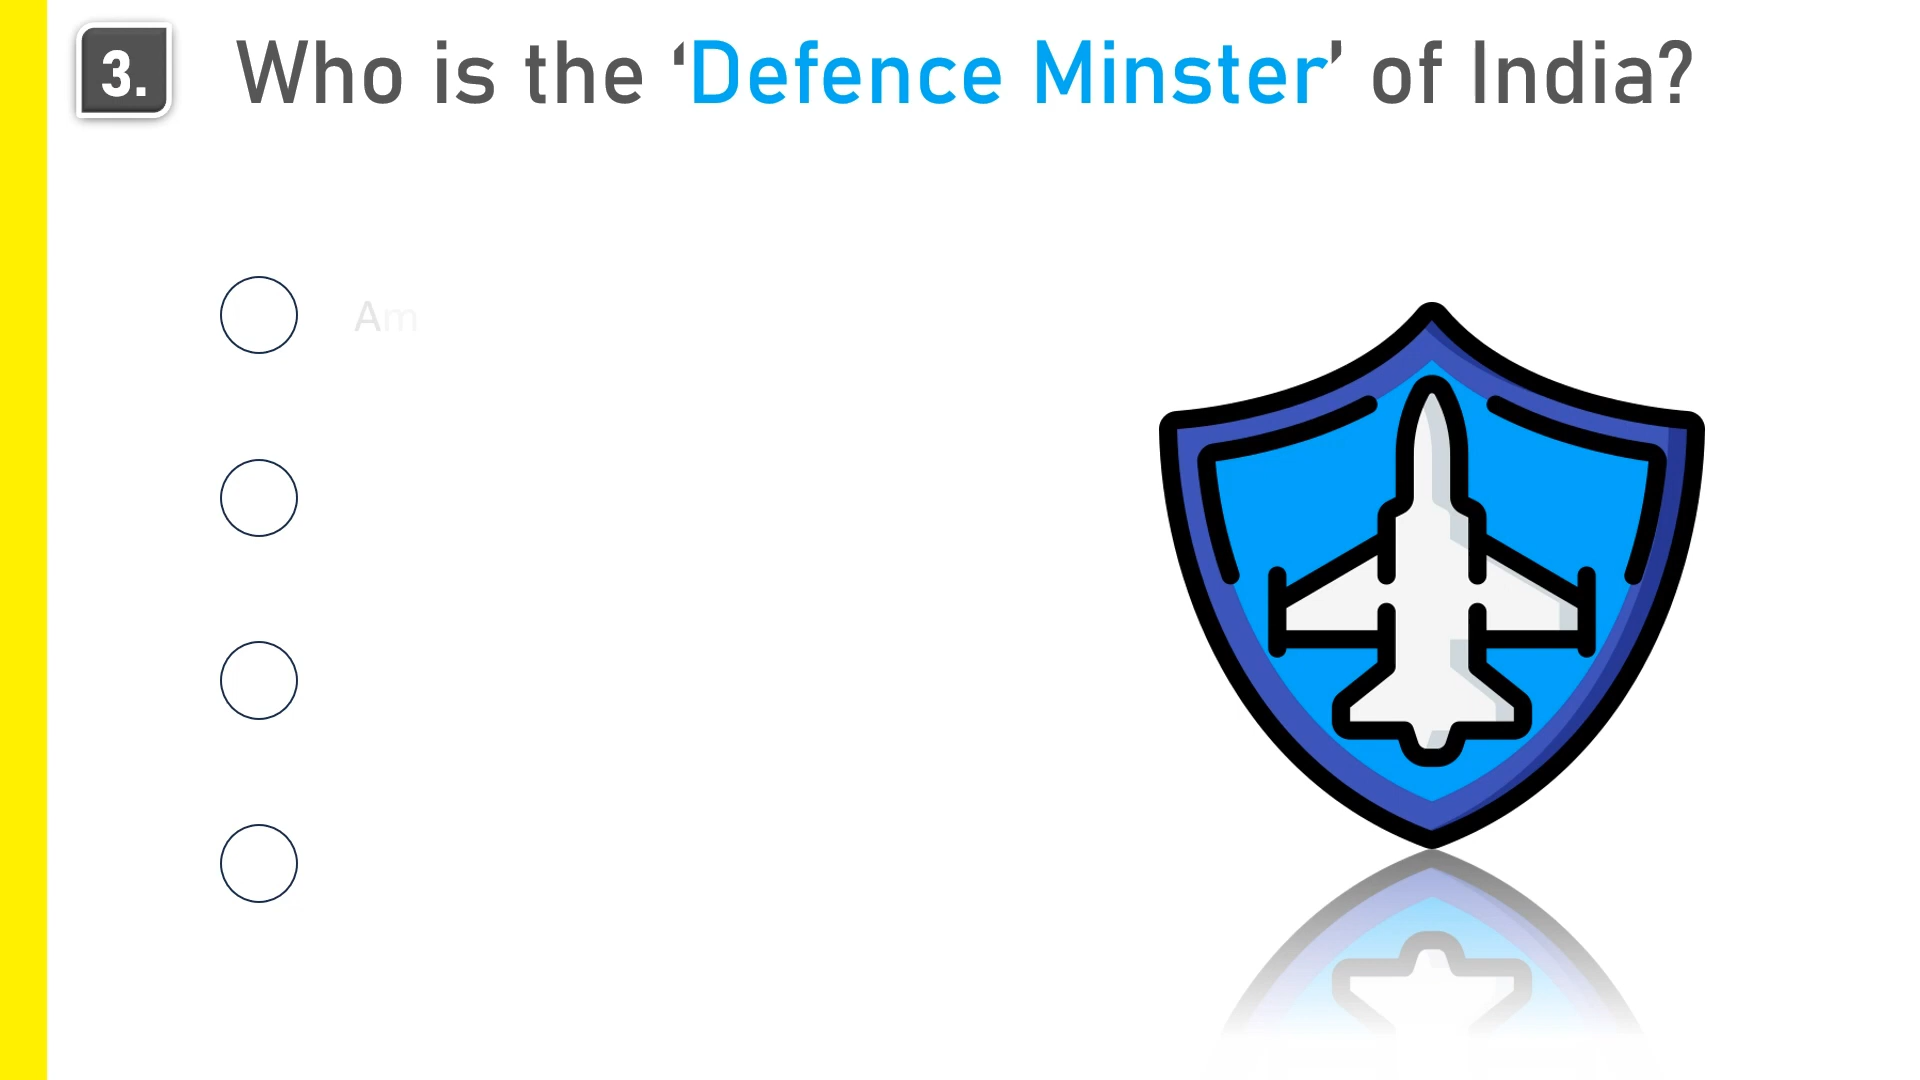 3. Who is the ‘Defence Minster’ of India?
Am